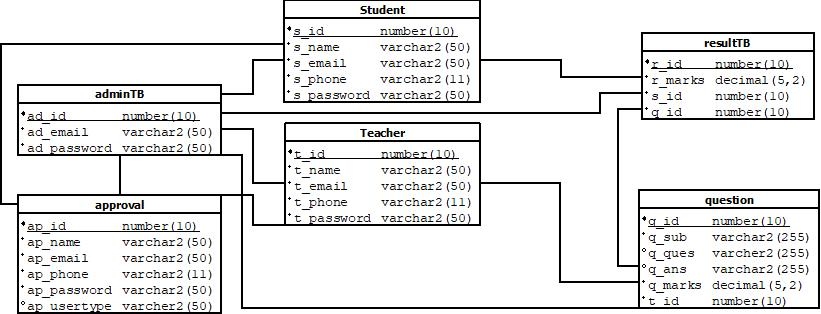 Student
s_id number(10)
s_name varchar2(50)
s_email varchar2(50)
s_phone varchar2(11)
s_password varchar2(50)
resultTB
r_id number(10)
r_marks decimal(5,2)
s_id number(10)
q_id number(10)
adminTB
ad_id number(10)
ad_email varchar2(50)
ad_password varchar2(50)
Teacher
t_id number(10)
t_name varchar2(50)
t_email varchar2(50)
t_phone varchar2(11)
t_password varchar2(50)
approval
ap_id number(10)
ap_name varchar2(50)
ap_email varchar2(50)
ap_phone varchar2(11)
ap_password varchar2(50)
ap_usertype varcher2(50)
question
q_id number(10)
q_sub varchar2(255)
q_ques varcher2(255)
q_ans varchar2(255)
q_marks decimal(5,2)
t_id number(10)